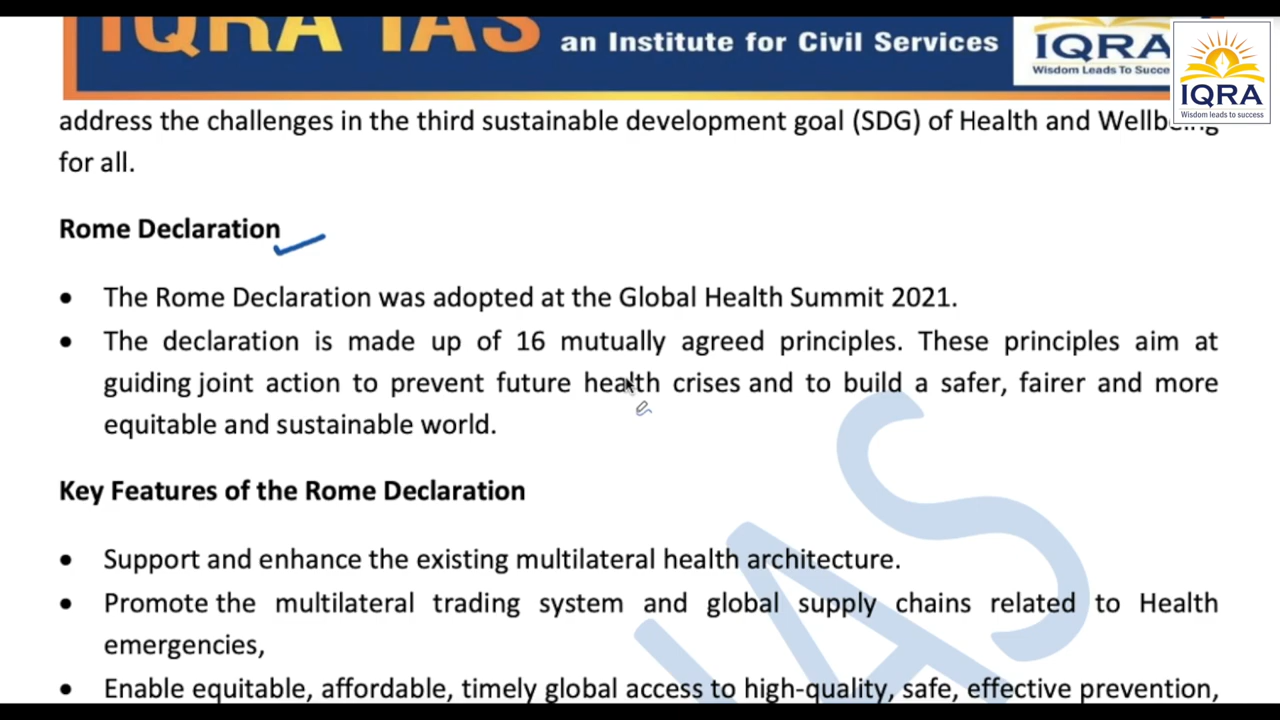 IQRA IAS an Institute for Civil Services
IQRA
Wisdom Leads To Succe
IQRA
Wisdom leads to success
address the challenges in the third sustainable development goal (SDG) of Health and Wellbeing
for all.
Rome Declaration
• The Rome Declaration was adopted at the Global Health Summit 2021.
• The declaration is made up of 16 mutually agreed principles. These principles aim at
guiding joint action to prevent future health crises and to build a safer, fairer and more
equitable and sustainable world.
Key Features of the Rome Declaration
• Support and enhance the existing multilateral health architecture.
• Promote the multilateral trading system and global supply chains related to Health
emergencies,
• Enable equitable, affordable, timely global access to high-quality, safe, effective prevention,
IAS